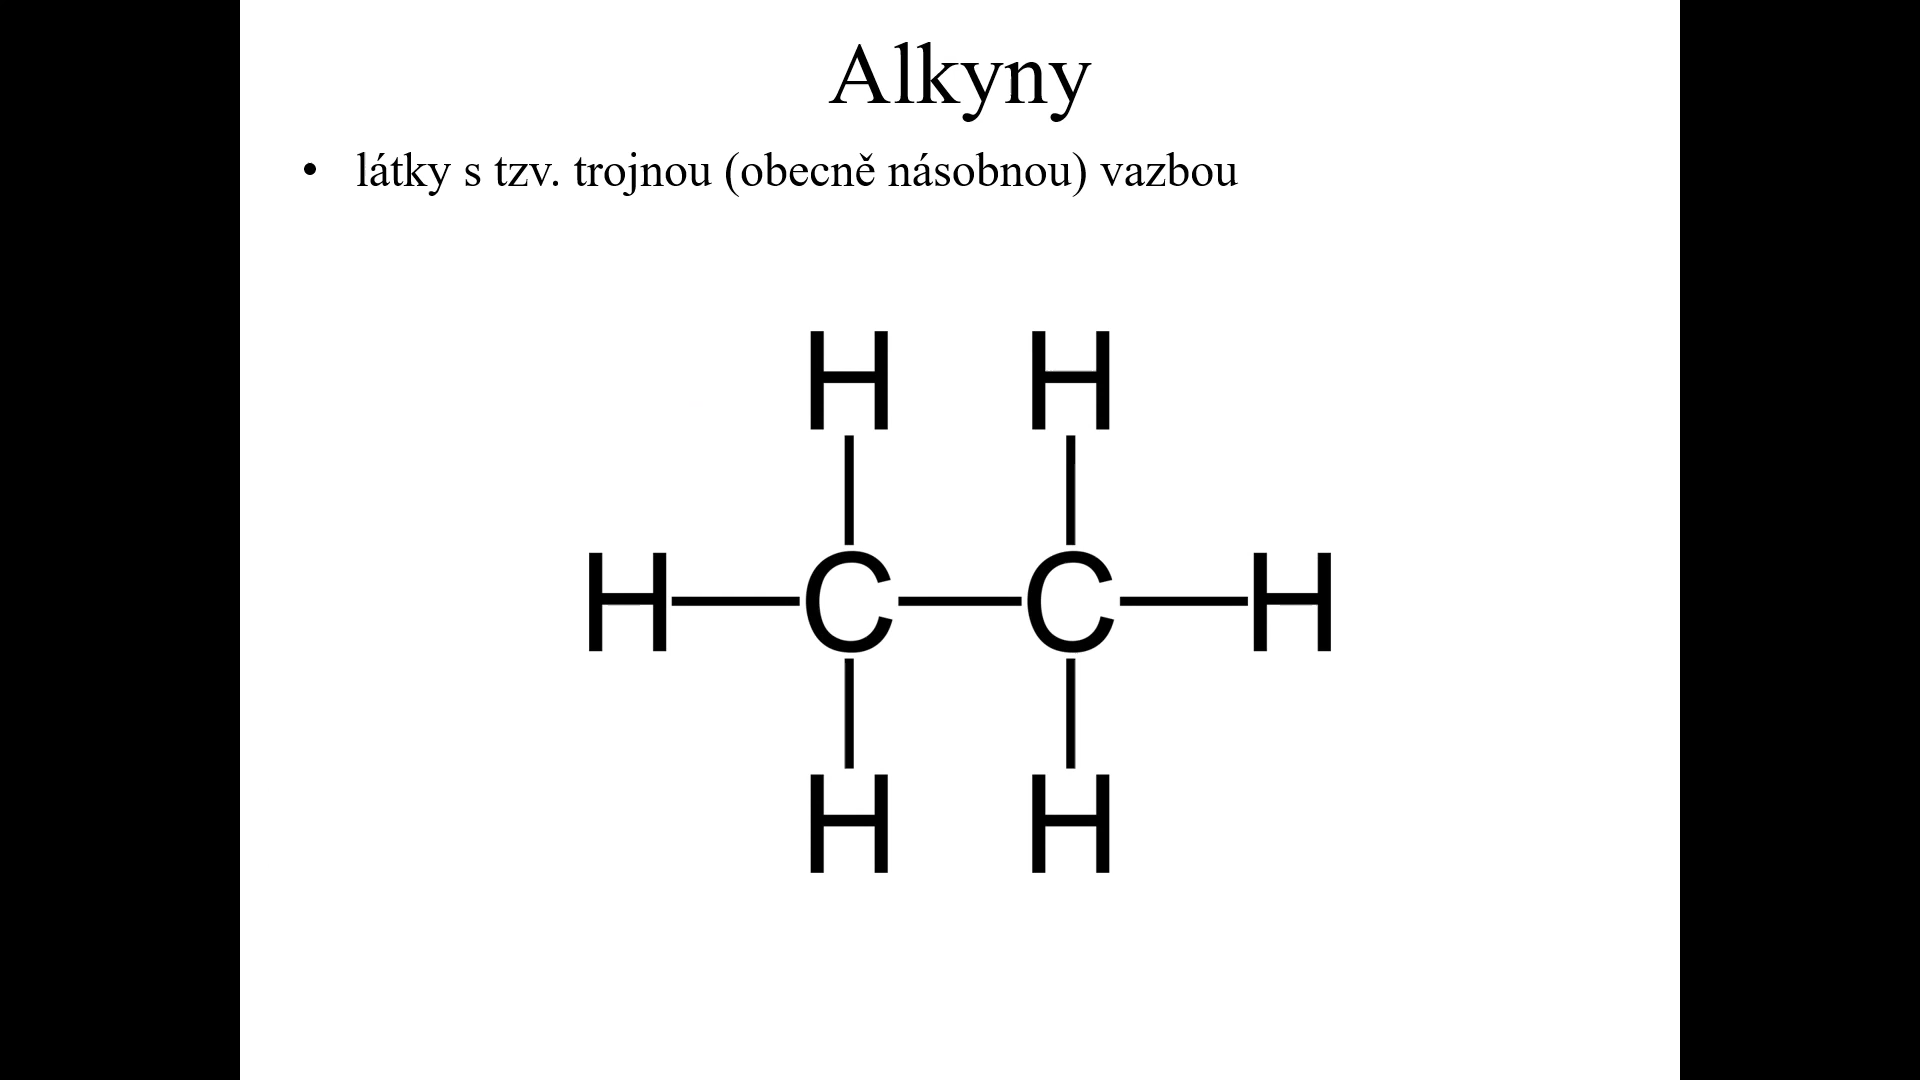 Alkyny
• látky s tzv. trojnou (obecně násobnou) vazbou
H H
H C C H
H H